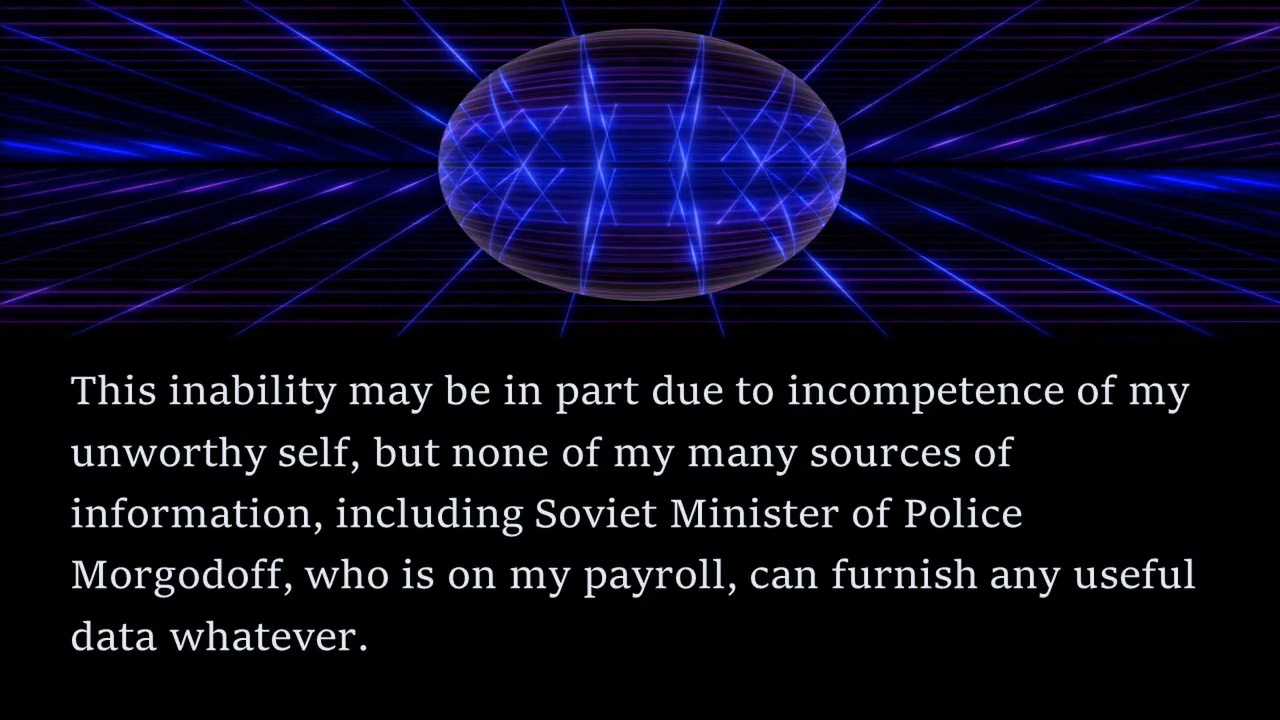 This inability may be in part due to incompetence of my
unworthy self, but none of my many sources of
information, including Soviet Minister of Police
Morgodoff, who is on my payroll, can furnish any useful
data whatever.